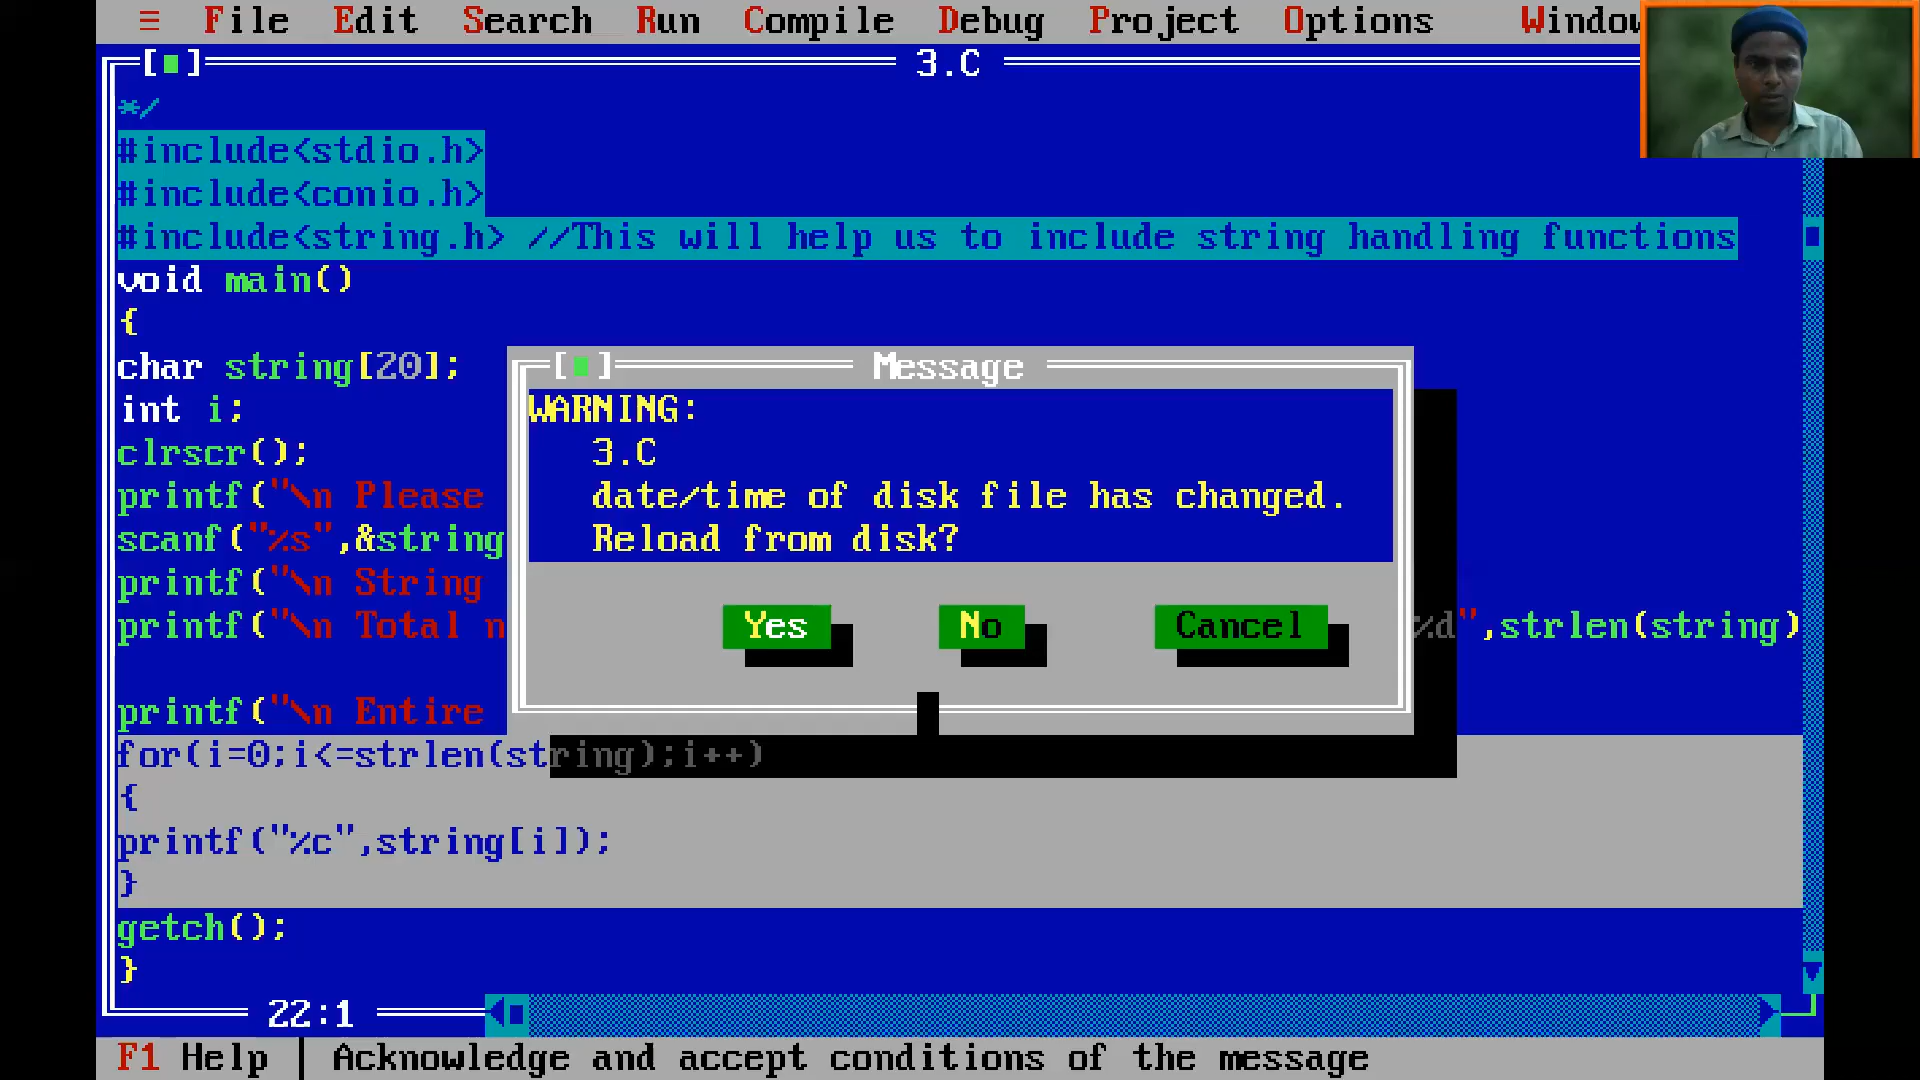 ≡ File Edit Search Run Compile Debug Project Options Window
[■] 3.C
*/
#include<stdio.h>
#include<conio.h>
#include<string.h> //This will help us to include string handling functions
void main()
{
char string[20];
int i;
clrscr();
printf("\n Please
scanf("%s",&string
printf("\n String
printf("\n Total n %d",strlen(string)
printf("\n Entire
for(i=0;i<=strlen(string);i++)
{
printf("%c",string[i]);
}
getch();
}
[■] Message
WARNING:
3.C
date/time of disk file has changed.
Reload from disk?
Yes No Cancel
22:1
F1 Help | Acknowledge and accept conditions of the message